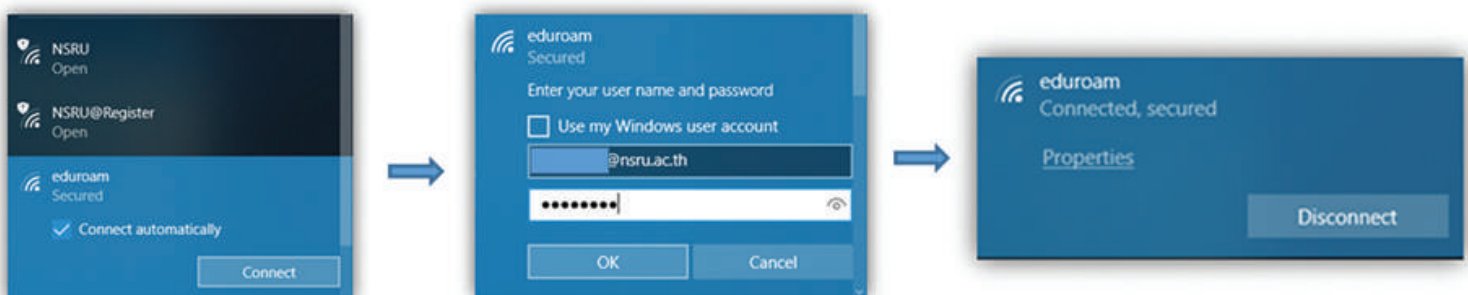 NSRU
Open
NSRU@Register
Open
eduroam
Secured
Connect automatically
Connect
eduroam
Secured
Enter your user name and password
Use my Windows user account
@nsru.ac.th
OK
Cancel
eduroam
Connected, secured
Properties
Disconnect